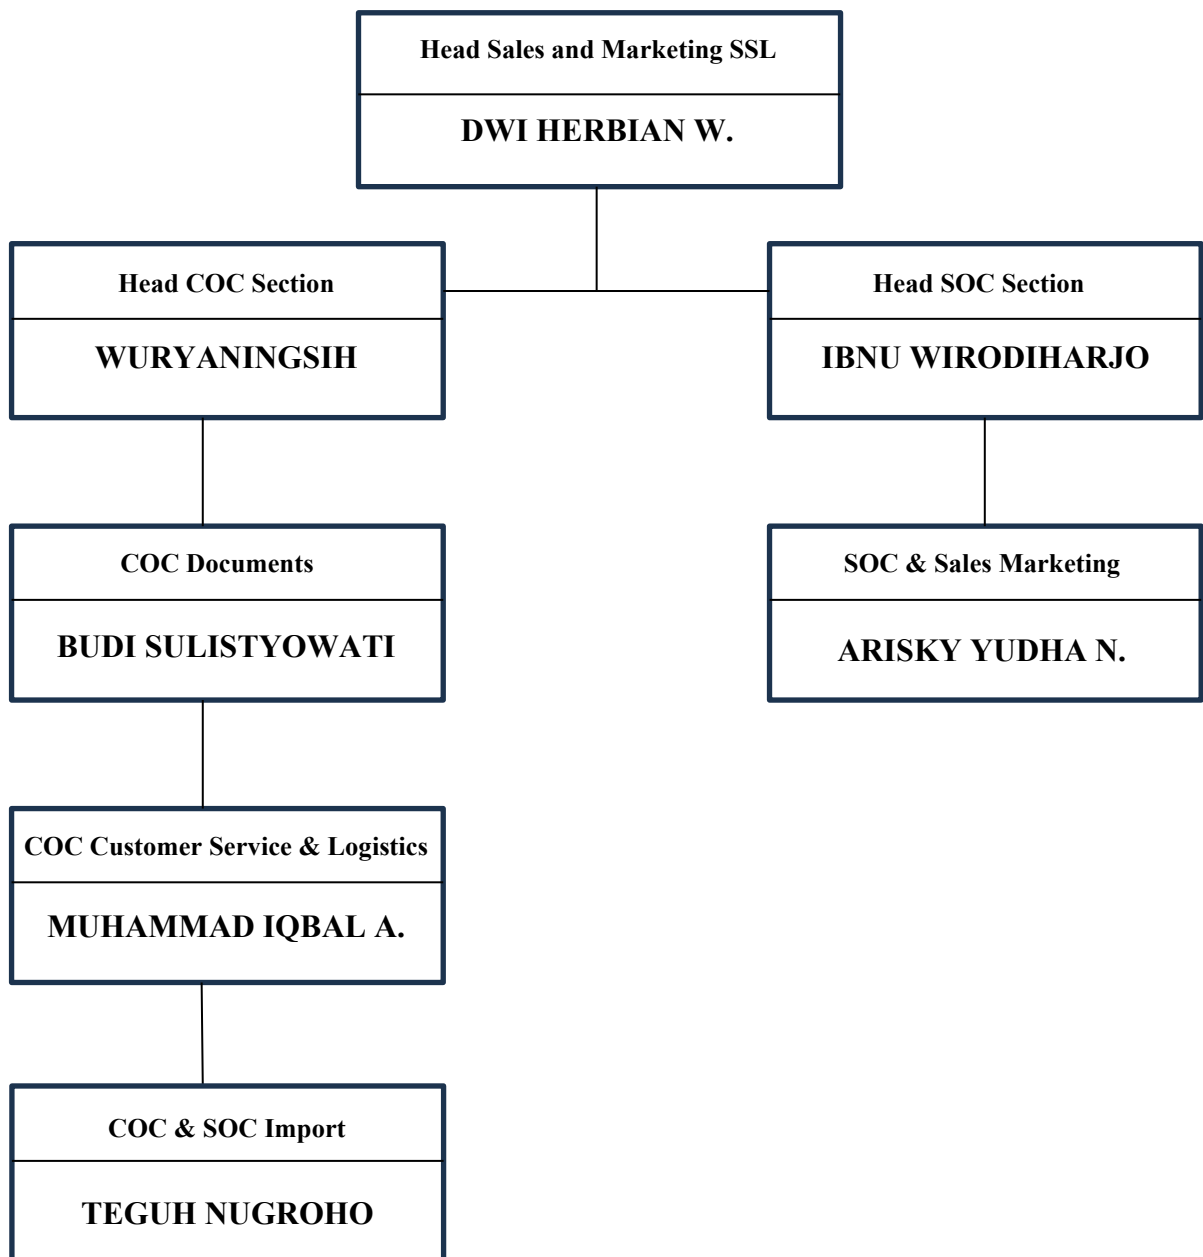 Head Sales and Marketing SSL
DWI HERBIAN W.
Head COC Section
WURYANINGSIH
Head SOC Section
IBNU WIRODIHARJO
COC Documents
BUDI SULISTYOWATI
SOC & Sales Marketing
ARISKY YUDHA N.
COC Customer Service & Logistics
MUHAMMAD IQBAL A.
COC & SOC Import
TEGUH NUGROHO